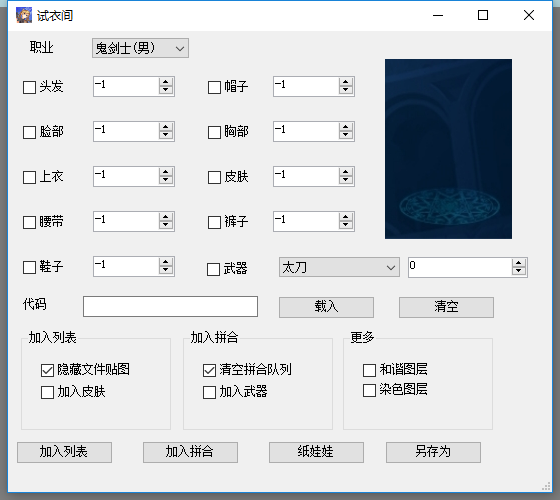 试衣间
职业 鬼剑士(男)
头发 -1 帽子 -1
脸部 -1 胸部 -1
上衣 -1 皮肤 -1
腰带 -1 裤子 -1
鞋子 -1 武器 太刀 0
代码 载入 清空
加入列表 加入拼合 更多
隐藏文件贴图 清空拼合队列 和谐图层
加入皮肤 加入武器 染色图层
加入列表 加入拼合 纸娃娃 另存为